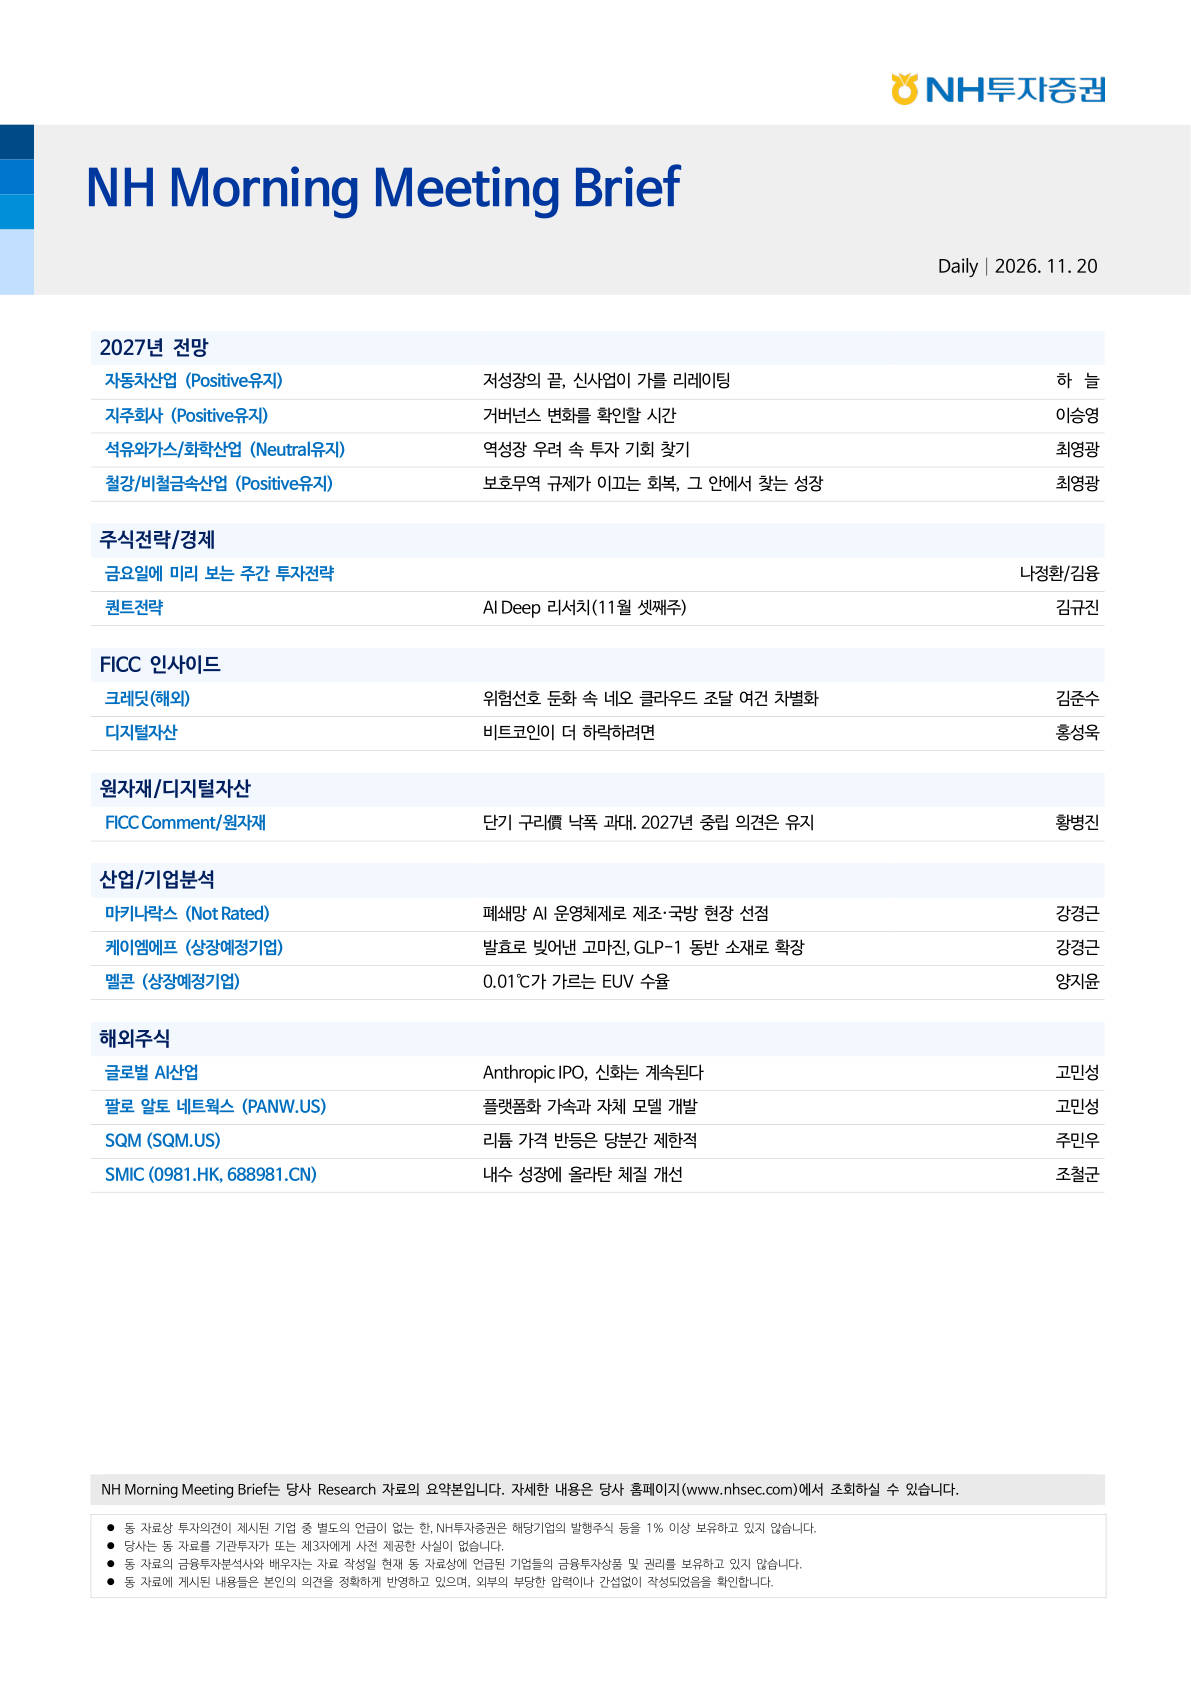 NH투자증권
NH Morning Meeting Brief
Daily | 2026. 11. 20
2027년 전망
자동차산업 (Positive유지) 저성장의 끝, 신사업이 가를 리레이팅 하 늘
지주회사 (Positive유지) 거버넌스 변화를 확인할 시간 이승영
석유와가스/화학산업 (Neutral유지) 역성장 우려 속 투자 기회 찾기 최영광
철강/비철금속산업 (Positive유지) 보호무역 규제가 이끄는 회복, 그 안에서 찾는 성장 최영광
주식전략/경제
금요일에 미리 보는 주간 투자전략 나정환/김융
퀀트전략 AI Deep 리서치(11월 셋째주) 김규진
FICC 인사이드
크레딧(해외) 위험선호 둔화 속 네오 클라우드 조달 여건 차별화 김준수
디지털자산 비트코인이 더 하락하려면 홍성욱
원자재/디지털자산
FICC Comment/원자재 단기 구리價 낙폭 과대. 2027년 중립 의견은 유지 황병진
산업/기업분석
마키나락스 (Not Rated) 폐쇄망 AI 운영체제로 제조·국방 현장 선점 강경근
케이엠에프 (상장예정기업) 발효로 빚어낸 고마진, GLP-1 동반 소재로 확장 강경근
멜콘 (상장예정기업) 0.01℃가 가르는 EUV 수율 양지윤
해외주식
글로벌 AI산업 Anthropic IPO, 신화는 계속된다 고민성
팔로 알토 네트웍스 (PANW.US) 플랫폼화 가속과 자체 모델 개발 고민성
SQM (SQM.US) 리튬 가격 반등은 당분간 제한적 주민우
SMIC (0981.HK, 688981.CN) 내수 성장에 올라탄 체질 개선 조철군
NH Morning Meeting Brief는 당사 Research 자료의 요약본입니다. 자세한 내용은 당사 홈페이지(www.nhsec.com)에서 조회하실 수 있습니다.
● 동 자료상 투자의견이 제시된 기업 중 별도의 언급이 없는 한, NH투자증권은 해당기업의 발행주식 등을 1% 이상 보유하고 있지 않습니다.
● 당사는 동 자료를 기관투자가 또는 제3자에게 사전 제공한 사실이 없습니다.
● 동 자료의 금융투자분석사와 배우자는 자료 작성일 현재 동 자료상에 언급된 기업들의 금융투자상품 및 권리를 보유하고 있지 않습니다.
● 동 자료에 게시된 내용들은 본인의 의견을 정확하게 반영하고 있으며, 외부의 부당한 압력이나 간섭없이 작성되었음을 확인합니다.